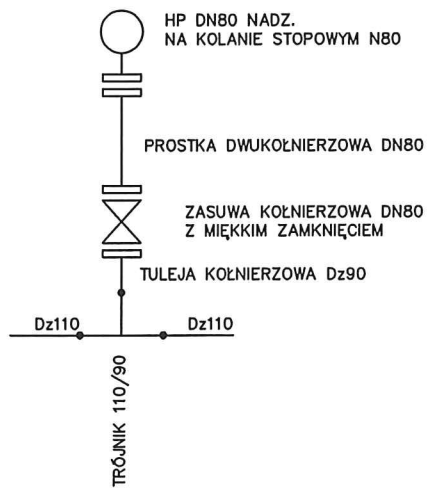 HP DN80 NADZ.
NA KOLANIE STOPOWYM N80
PROSTKA DWUKOŁNIERZOWA DN80
ZASUWA KOŁNIERZOWA DN80
Z MIĘKKIM ZAMKNIĘCIEM
TULEJA KOŁNIERZOWA Dz90
Dz110
Dz110
TRÓJNIK 110/90